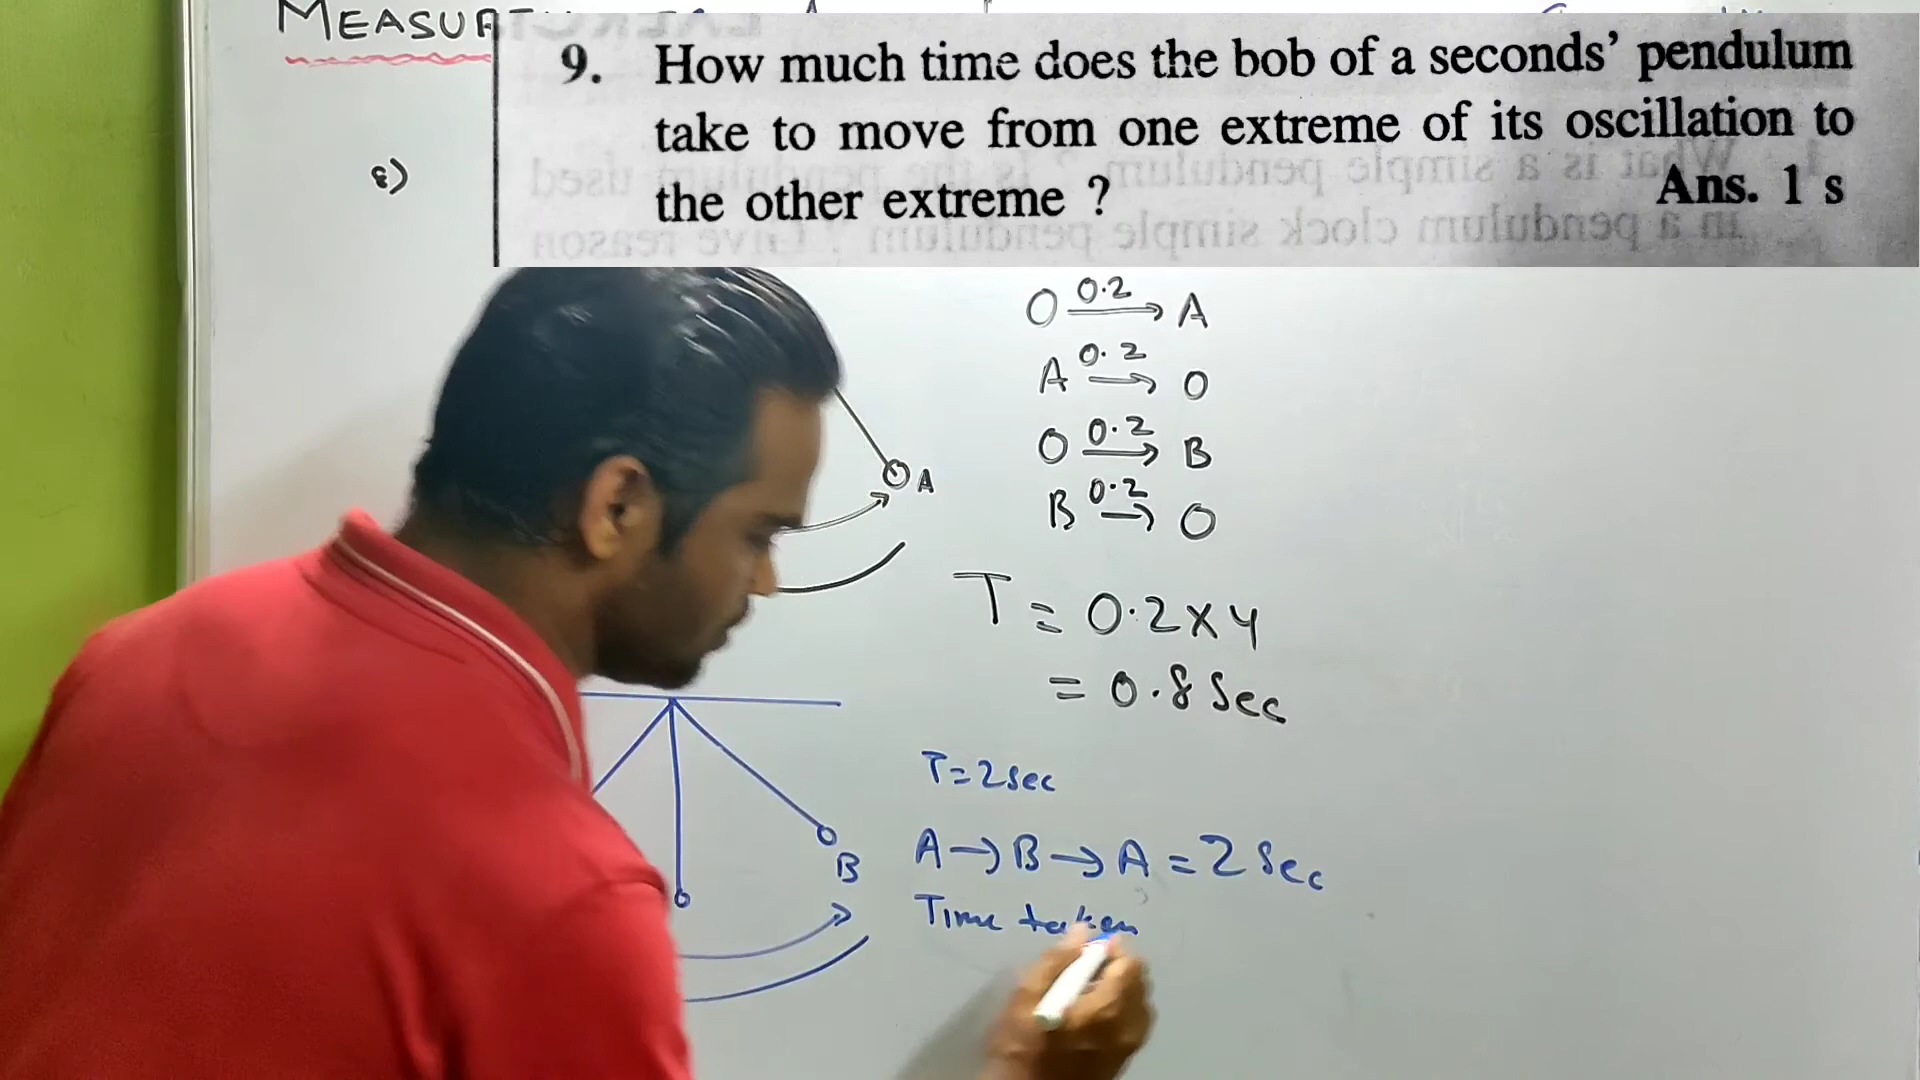 MEASUR
9. How much time does the bob of a seconds’ pendulum
take to move from one extreme of its oscillation to
the other extreme ? Ans. 1 s
8)
O 0.2 → A
A 0.2 → O
O 0.2 → B
B 0.2 → O
A
T = 0.2 x 4
= 0.8 Sec
T = 2 sec
A → B → A = 2 Sec
B
Time taken